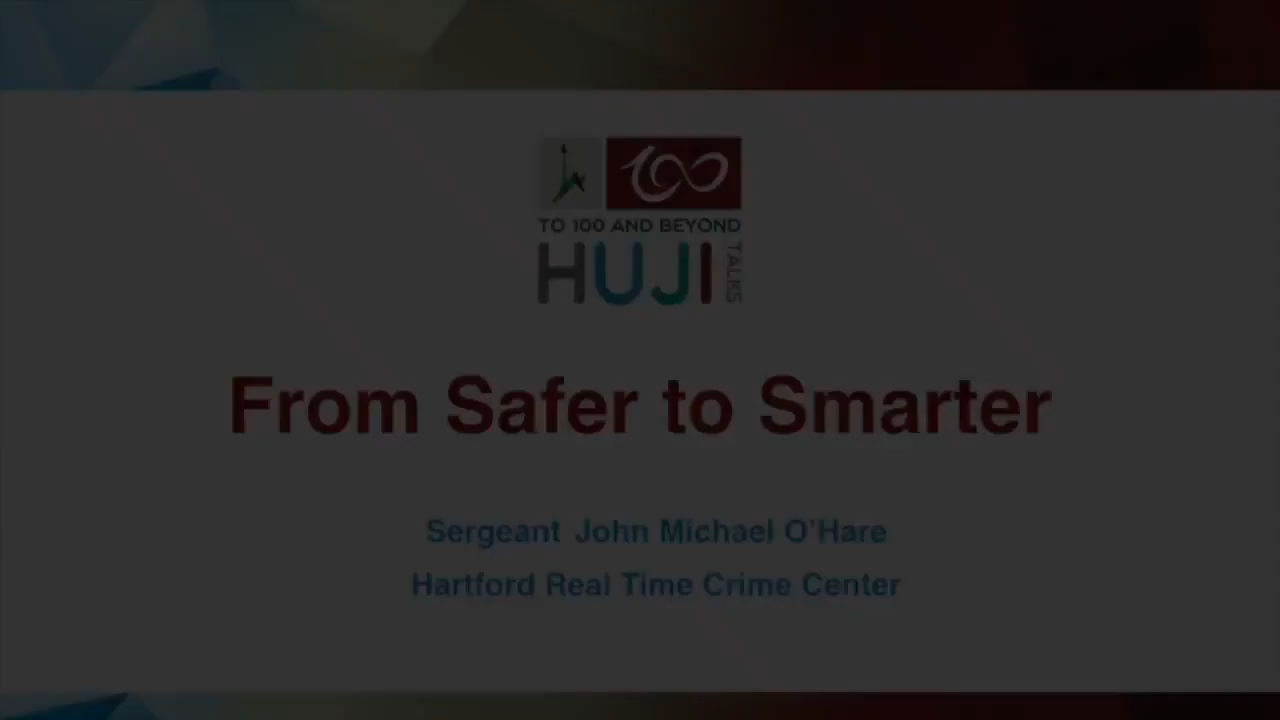 100
TO 100 AND BEYOND
HUJI
TALKS
From Safer to Smarter
Sergeant John Michael O'Hare
Hartford Real Time Crime Center